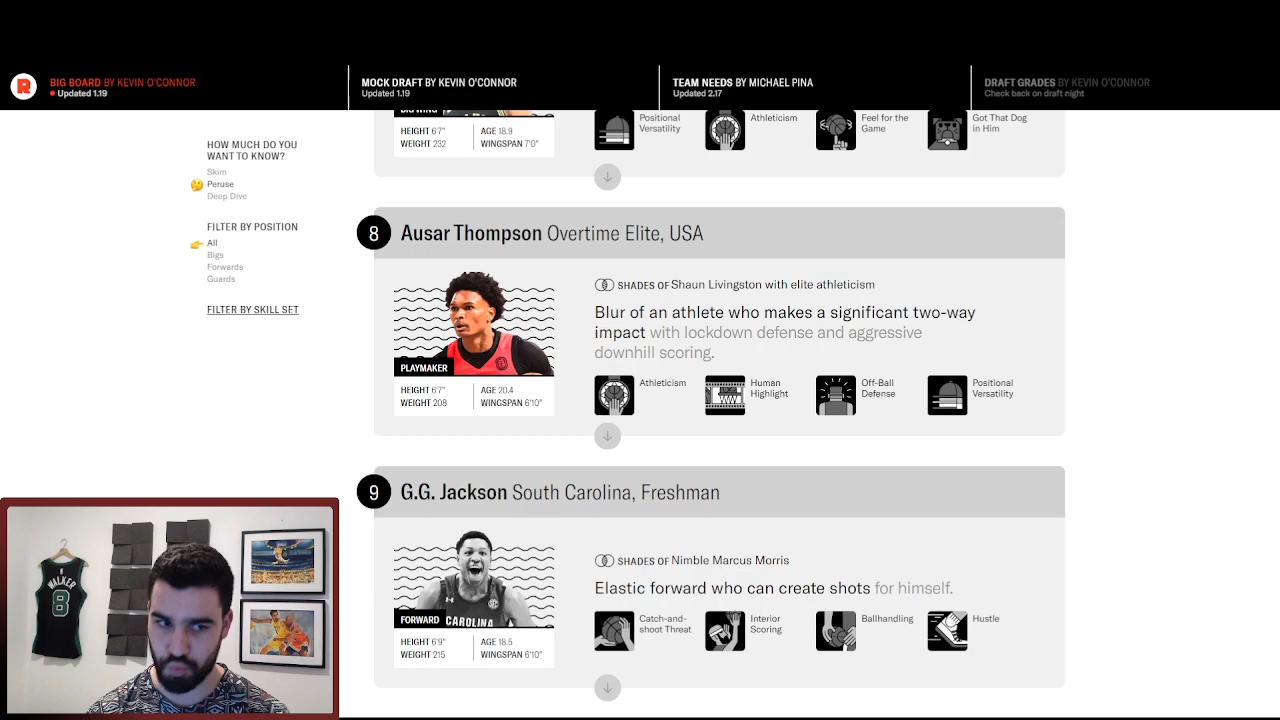 R
BIG BOARD BY KEVIN O'CONNOR
Updated 1.19
MOCK DRAFT BY KEVIN O'CONNOR
Updated 1.19
TEAM NEEDS BY MICHAEL PINA
Updated 2.17
DRAFT GRADES BY KEVIN O'CONNOR
Check back on draft night
HOW MUCH DO YOU
WANT TO KNOW?
Skim
Peruse
Deep Dive
FILTER BY POSITION
All
Bigs
Forwards
Guards
FILTER BY SKILL SET
HEIGHT 6'7"
AGE 18.9
WEIGHT 232
WINGSPAN 7'0"
Positional
Versatility
Athleticism
Feel for the
Game
Got That Dog
in Him
8
Ausar Thompson Overtime Elite, USA
PLAYMAKER
HEIGHT 6'7"
AGE 20.4
WEIGHT 208
WINGSPAN 6'10"
SHADES OF Shaun Livingston with elite athleticism
Blur of an athlete who makes a significant two-way
impact with lockdown defense and aggressive
downhill scoring.
Athleticism
Human
Highlight
Off-Ball
Defense
Positional
Versatility
9
G.G. Jackson South Carolina, Freshman
CAROLINA
FORWARD
HEIGHT 6'9"
AGE 18.5
WEIGHT 215
WINGSPAN 6'10"
SHADES OF Nimble Marcus Morris
Elastic forward who can create shots for himself.
Catch-and-
shoot Threat
Interior
Scoring
Ballhandling
Hustle
WALKER
8